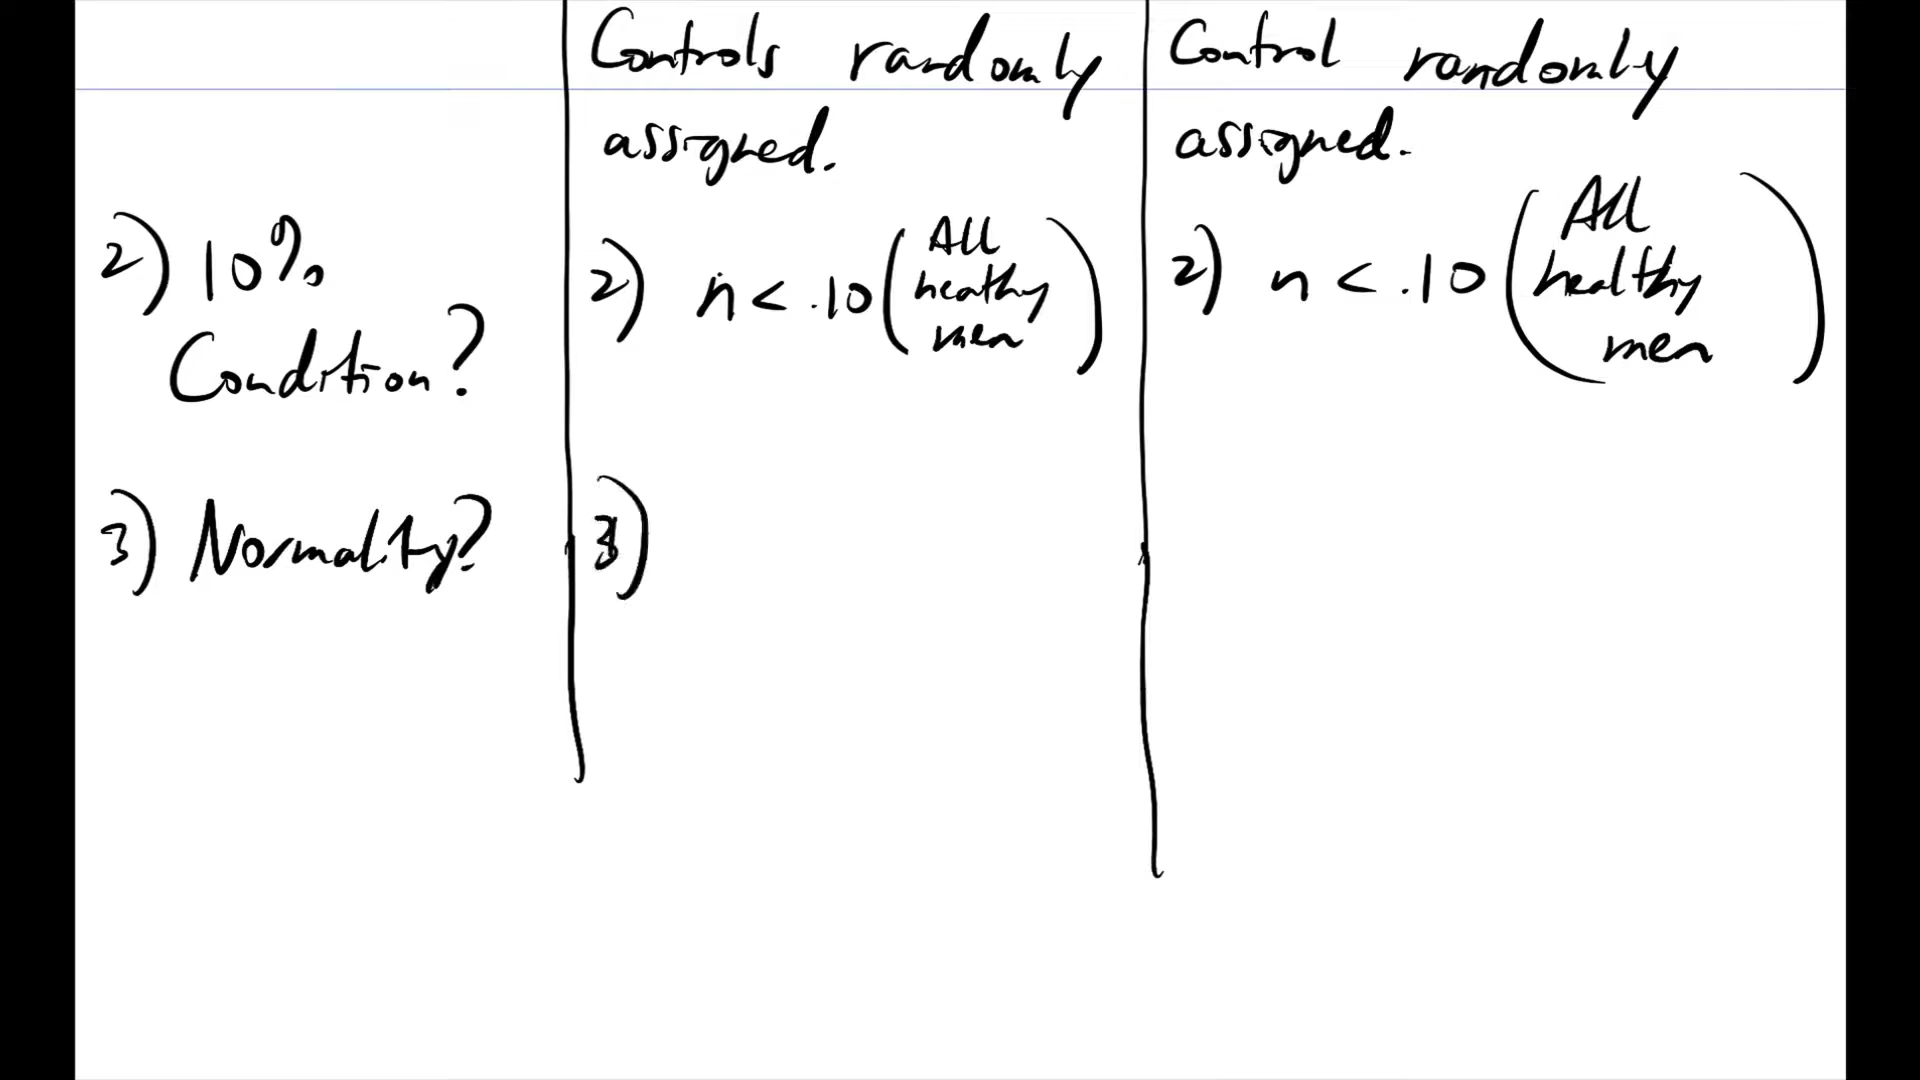 Controls randomly
assigned.
Control randomly
assigned.
2) 10%
Condition?
2) n < .10 (All
heathy
men)
2) n < .10 (All
healthy
men)
3) Normality?
3)